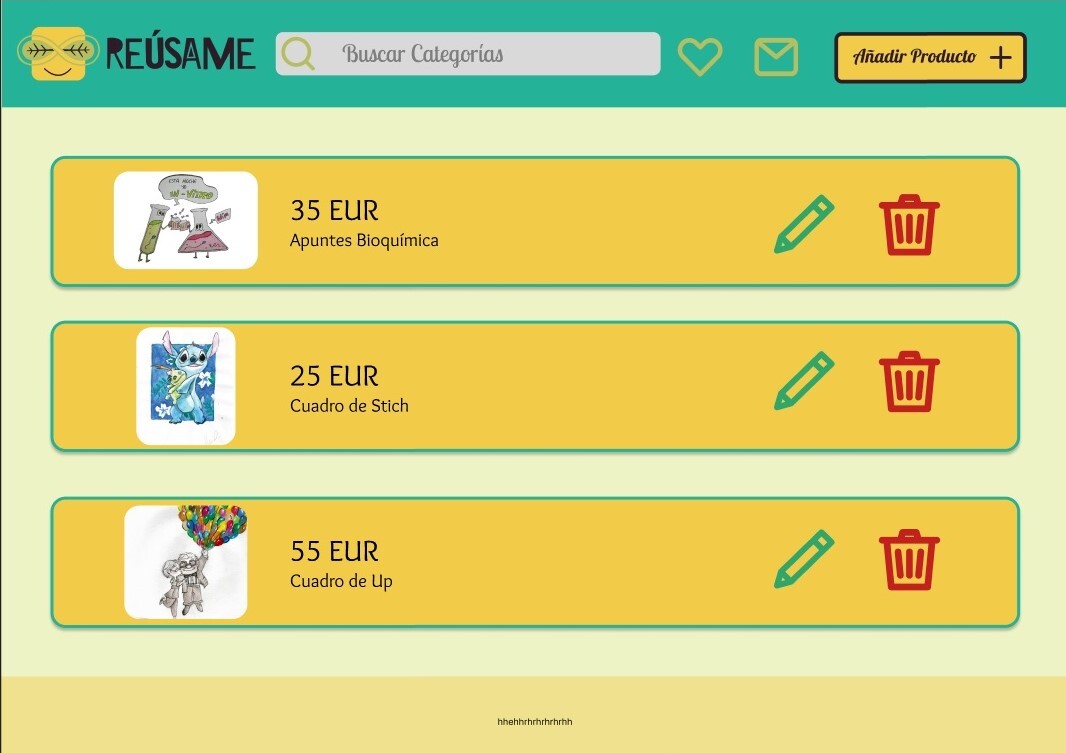 REÚSAME
Buscar Categorías
Añadir Producto
35 EUR
Apuntes Bioquímica
25 EUR
Cuadro de Stich
55 EUR
Cuadro de Up
hhehhrhrhrhrhrhh